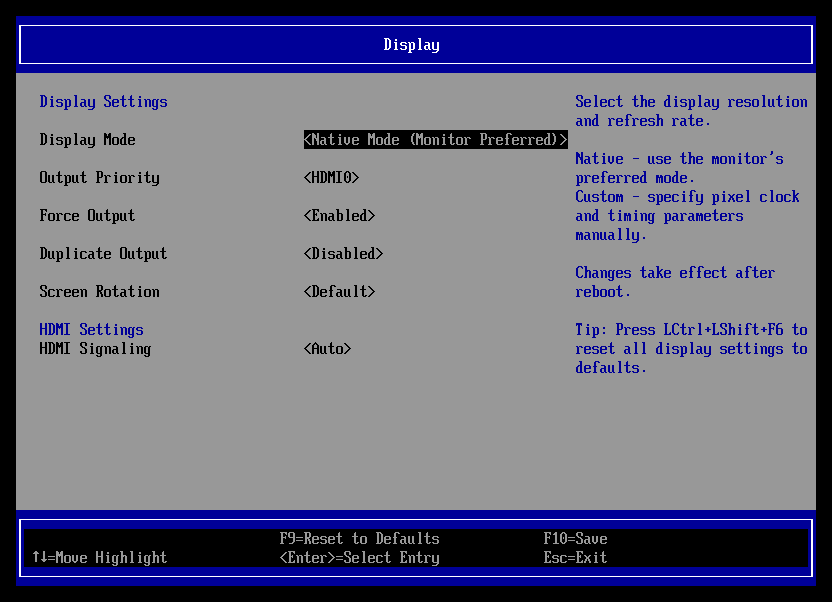 Display
Display Settings
Display Mode <Native Mode (Monitor Preferred)>
Output Priority <HDMI0>
Force Output <Enabled>
Duplicate Output <Disabled>
Screen Rotation <Default>
HDMI Settings
HDMI Signaling <Auto>
Select the display resolution
and refresh rate.
Native - use the monitor's
preferred mode.
Custom - specify pixel clock
and timing parameters
manually.
Changes take effect after
reboot.
Tip: Press LCtrl+LShift+F6 to
reset all display settings to
defaults.
F9=Reset to Defaults F10=Save
↑↓=Move Highlight <Enter>=Select Entry Esc=Exit